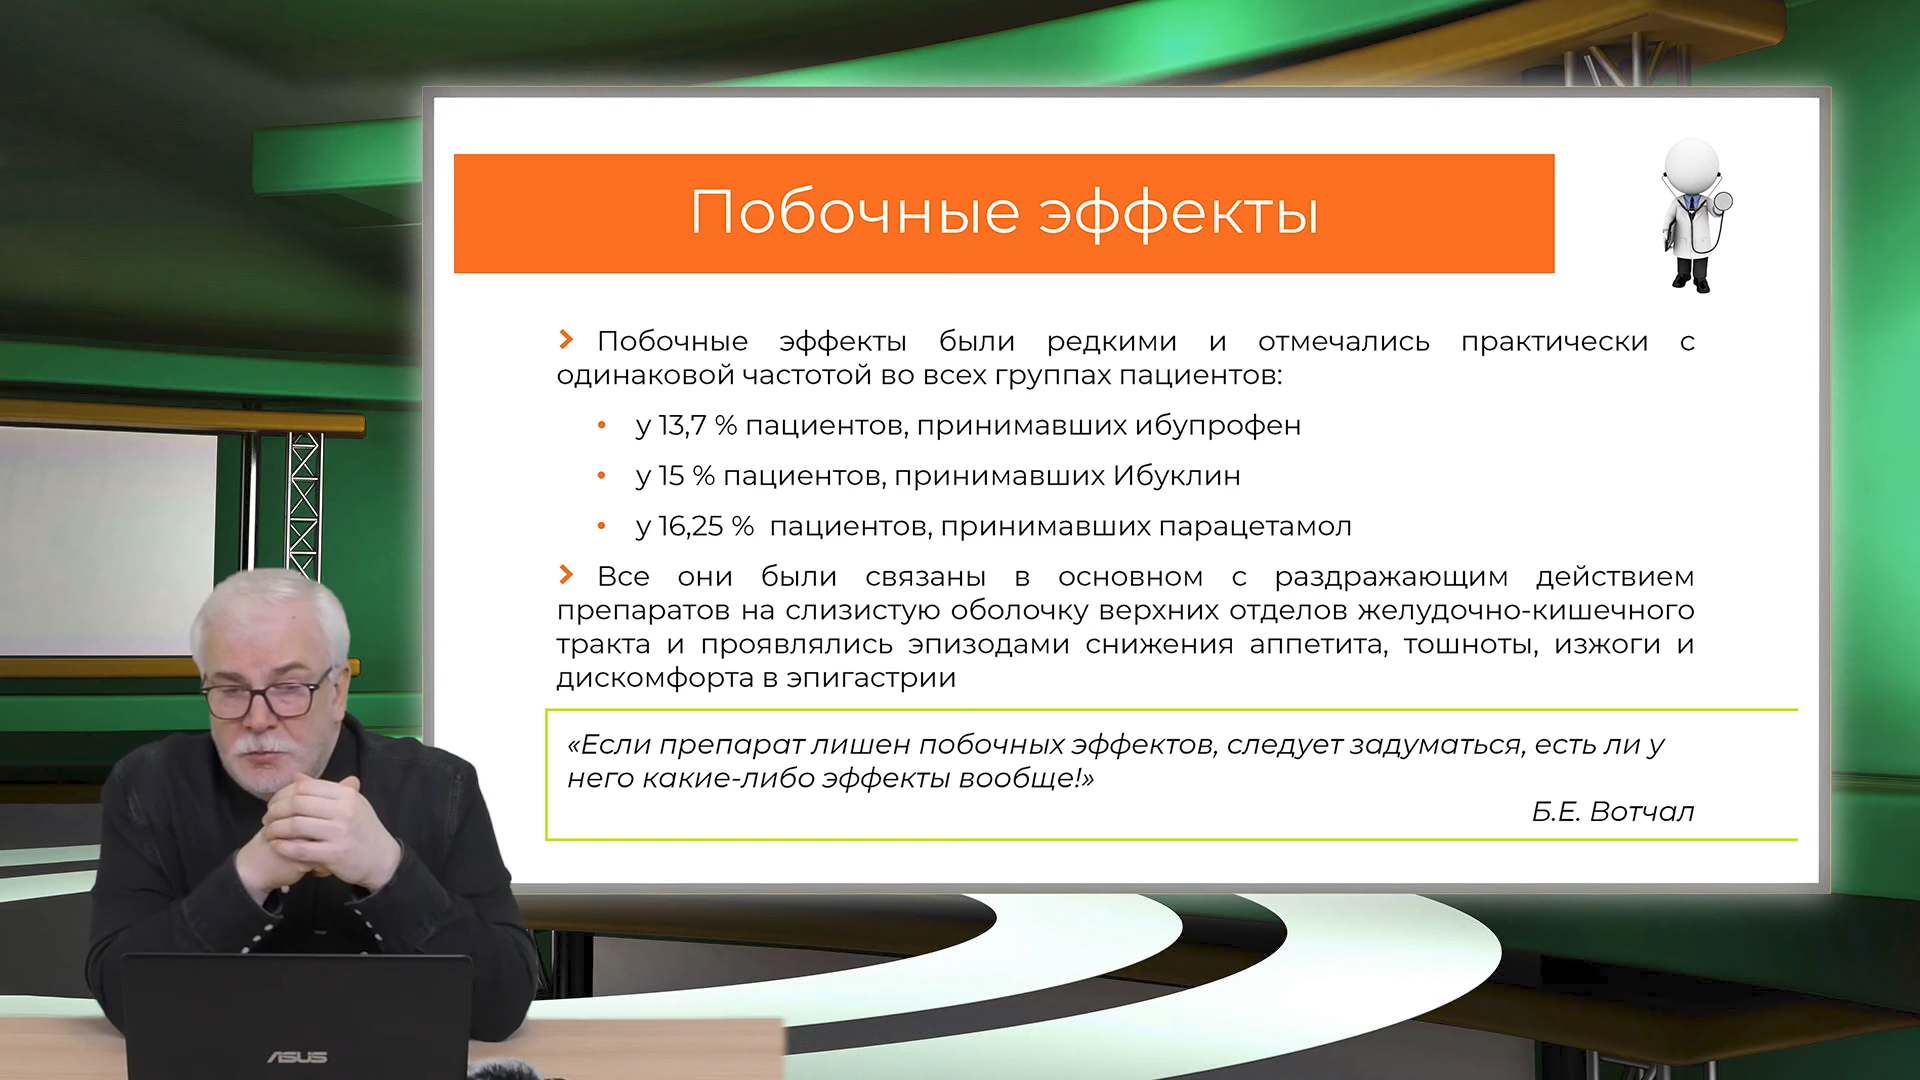 Побочные эффекты
Побочные эффекты были редкими и отмечались практически с
одинаковой частотой во всех группах пациентов:
• у 13,7 % пациентов, принимавших ибупрофен
• у 15 % пациентов, принимавших Ибуклин
• у 16,25 % пациентов, принимавших парацетамол
Все они были связаны в основном с раздражающим действием
препаратов на слизистую оболочку верхних отделов желудочно-кишечного
тракта и проявлялись эпизодами снижения аппетита, тошноты, изжоги и
дискомфорта в эпигастрии
«Если препарат лишен побочных эффектов, следует задуматься, есть ли у
него какие-либо эффекты вообще!»
Б.Е. Вотчал
ASUS